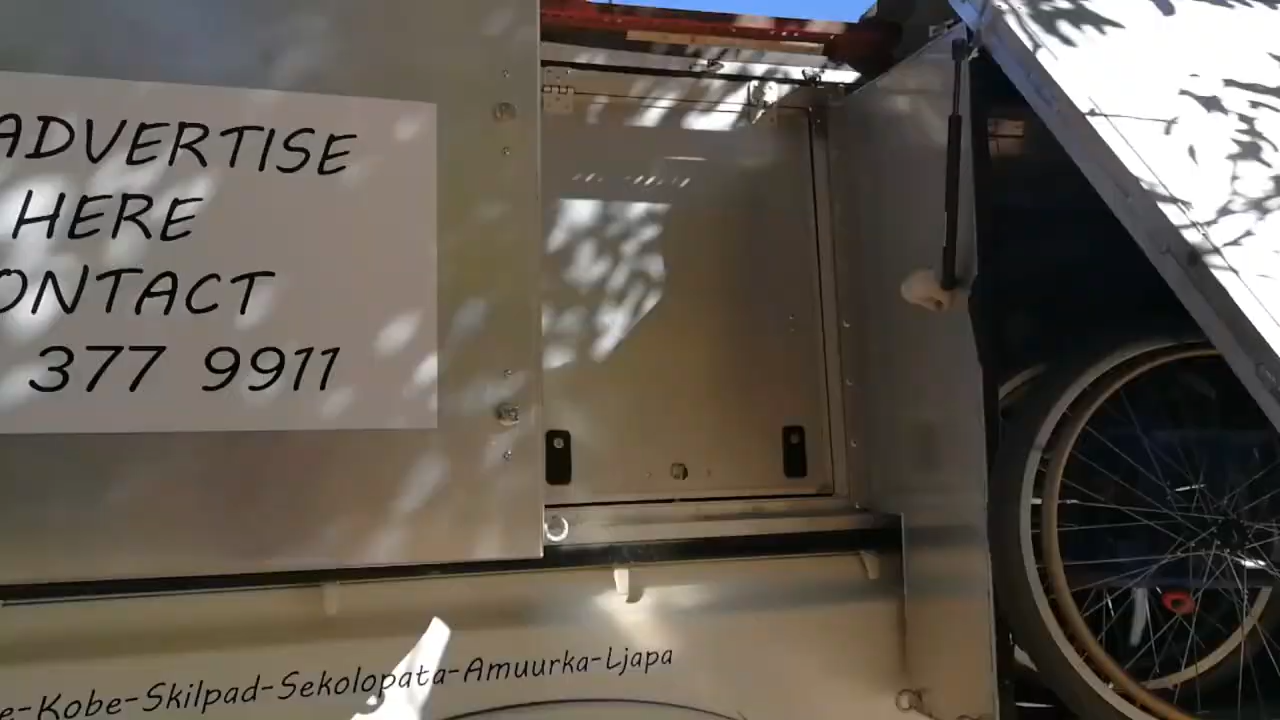 ADVERTISE
HERE
ONTACT
377 9911
e-Kobe-Skilpad-Sekolopata-Amuurka-Ljapa